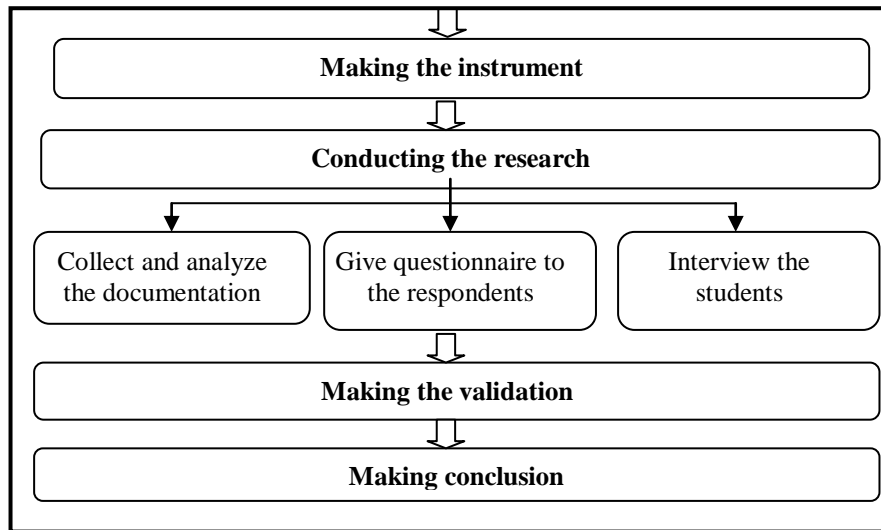 Making the instrument
Conducting the research
Collect and analyze
the documentation
Give questionnaire to
the respondents
Interview the
students
Making the validation
Making conclusion